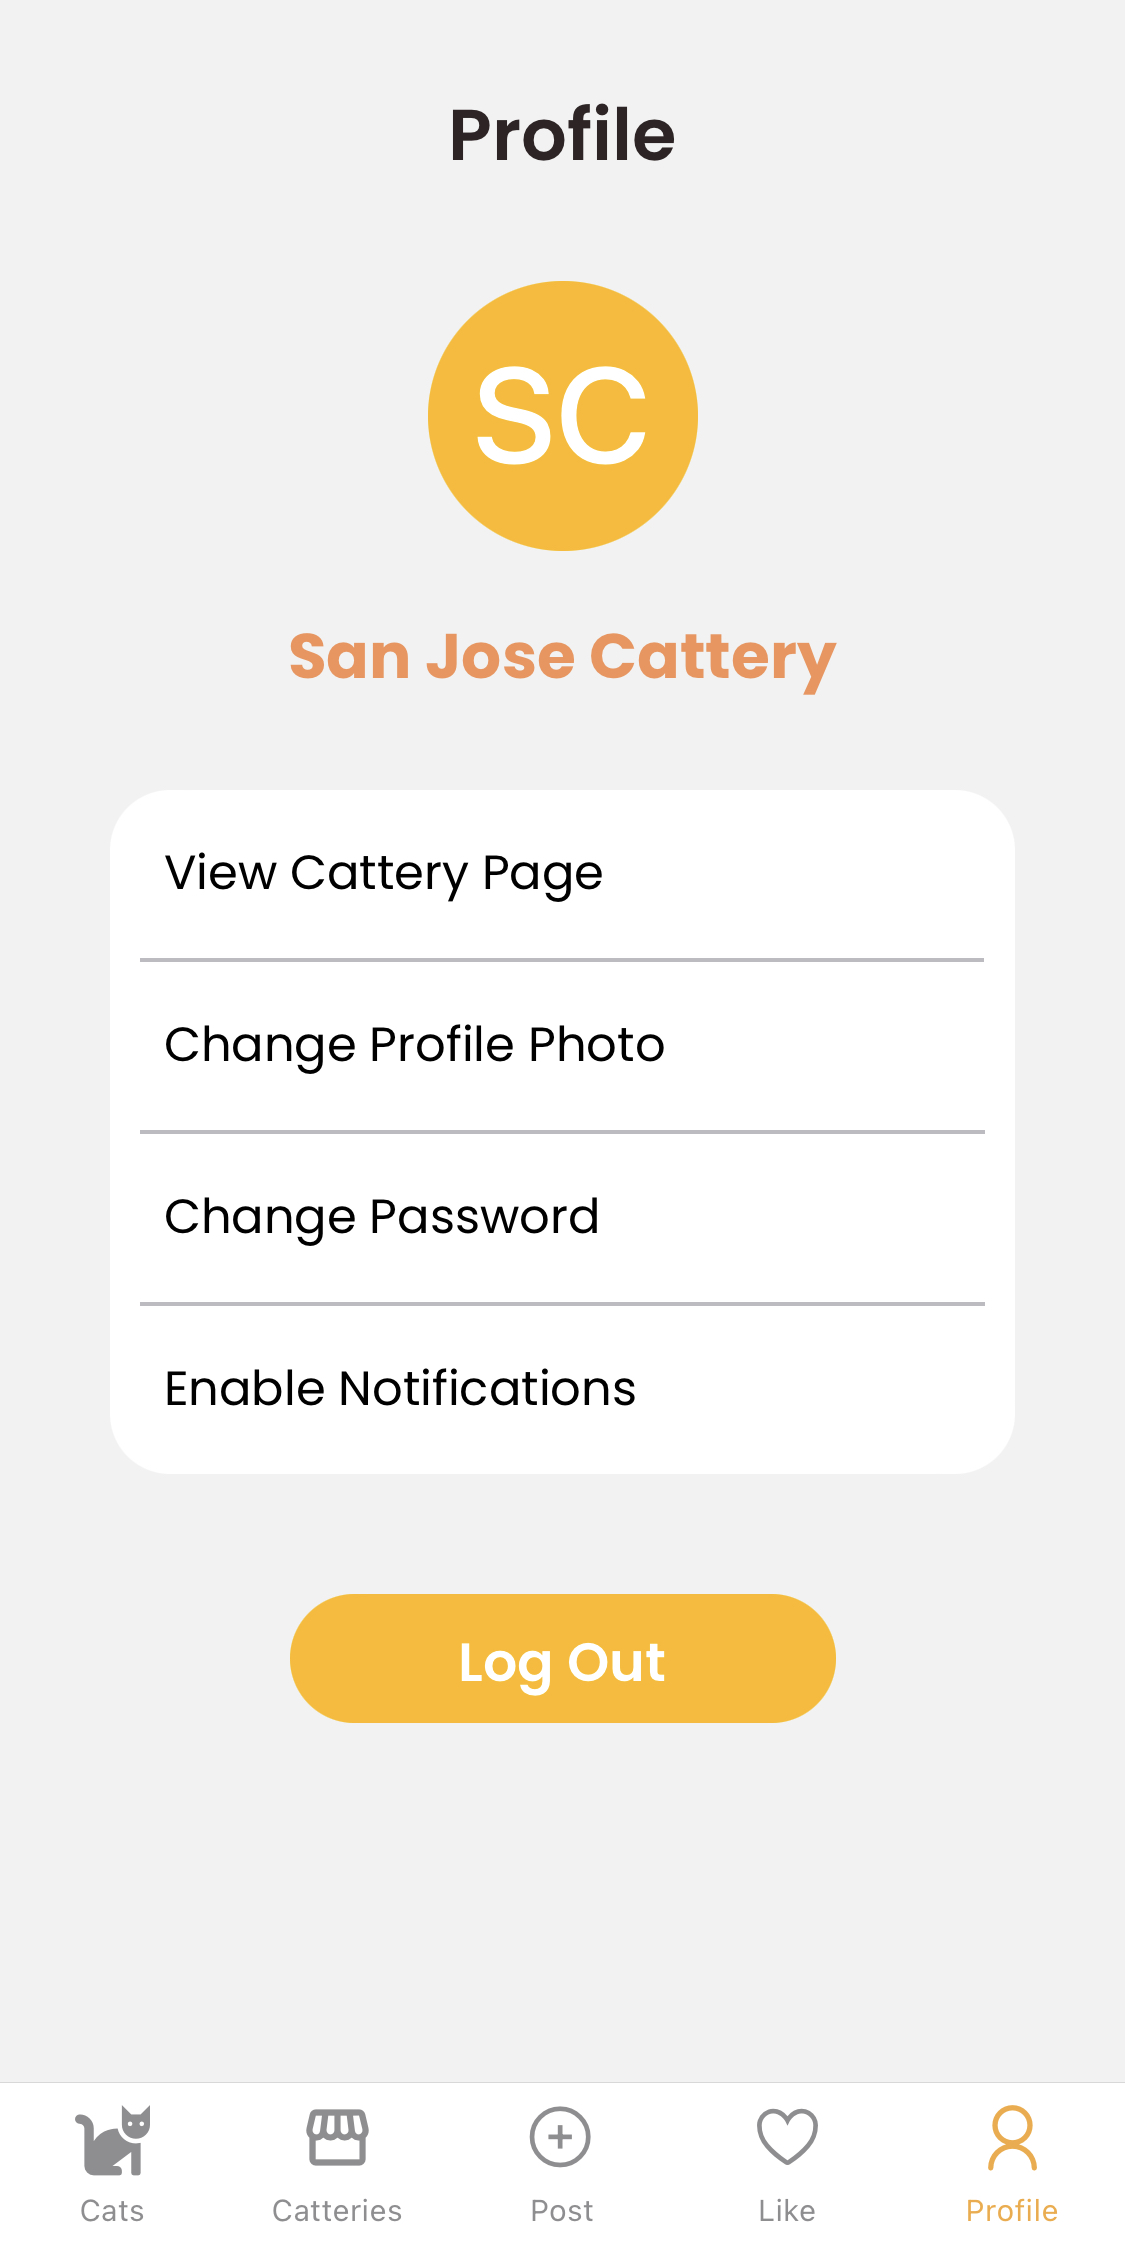 Profile
SC
San Jose Cattery
View Cattery Page
Change Profile Photo
Change Password
Enable Notifications
Log Out
Cats
Catteries
Post
Like
Profile